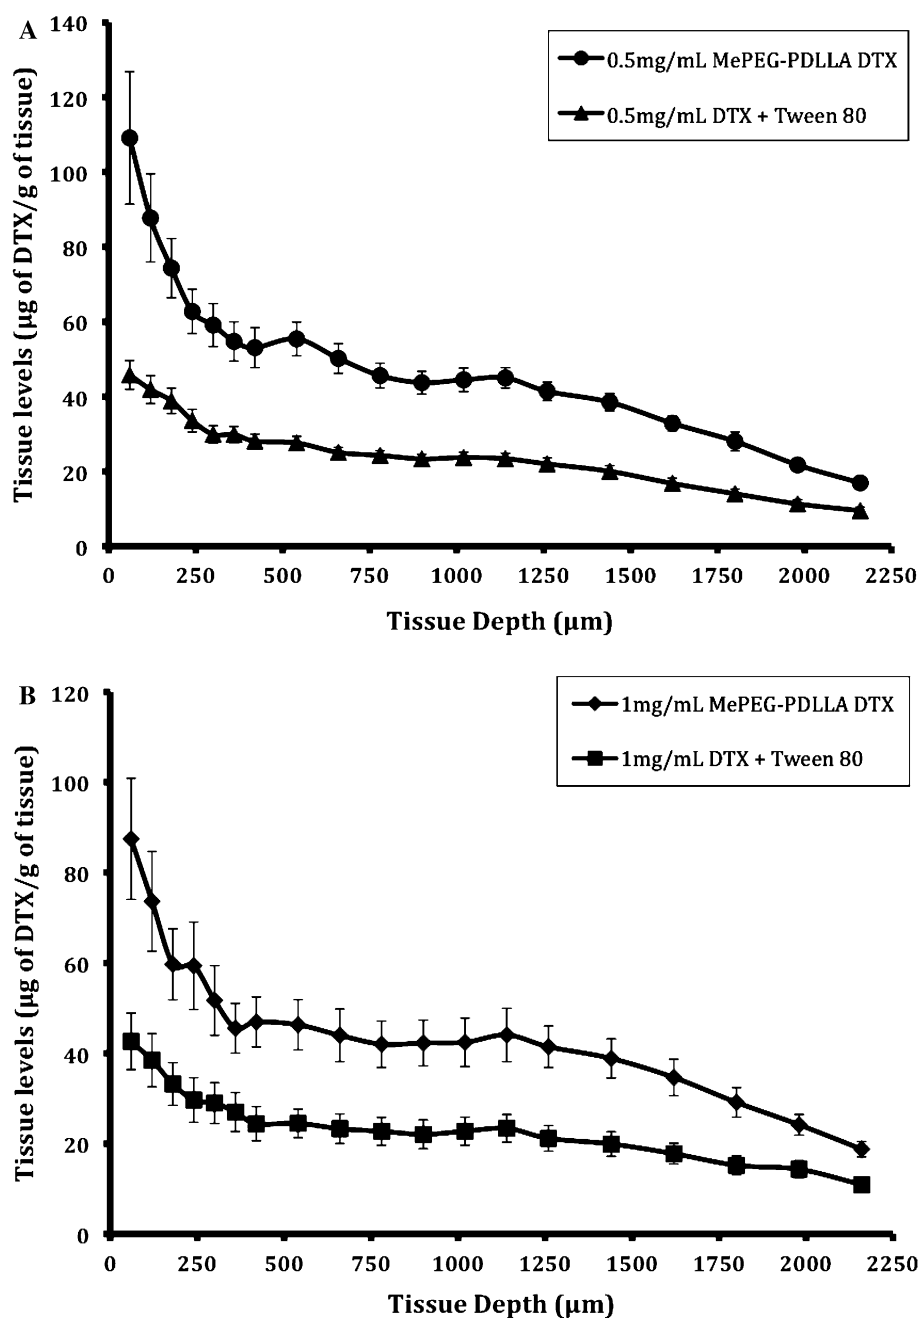 A
140
120
100
80
60
40
20
0
Tissue levels (µg of DTX/g of tissue)
0.5mg/mL MePEG-PDLLA DTX
0.5mg/mL DTX + Tween 80
0 250 500 750 1000 1250 1500 1750 2000 2250
Tissue Depth (µm)
B
120
100
80
60
40
20
0
Tissue levels (µg of DTX/g of tissue)
1mg/mL MePEG-PDLLA DTX
1mg/mL DTX + Tween 80
0 250 500 750 1000 1250 1500 1750 2000 2250
Tissue Depth (µm)